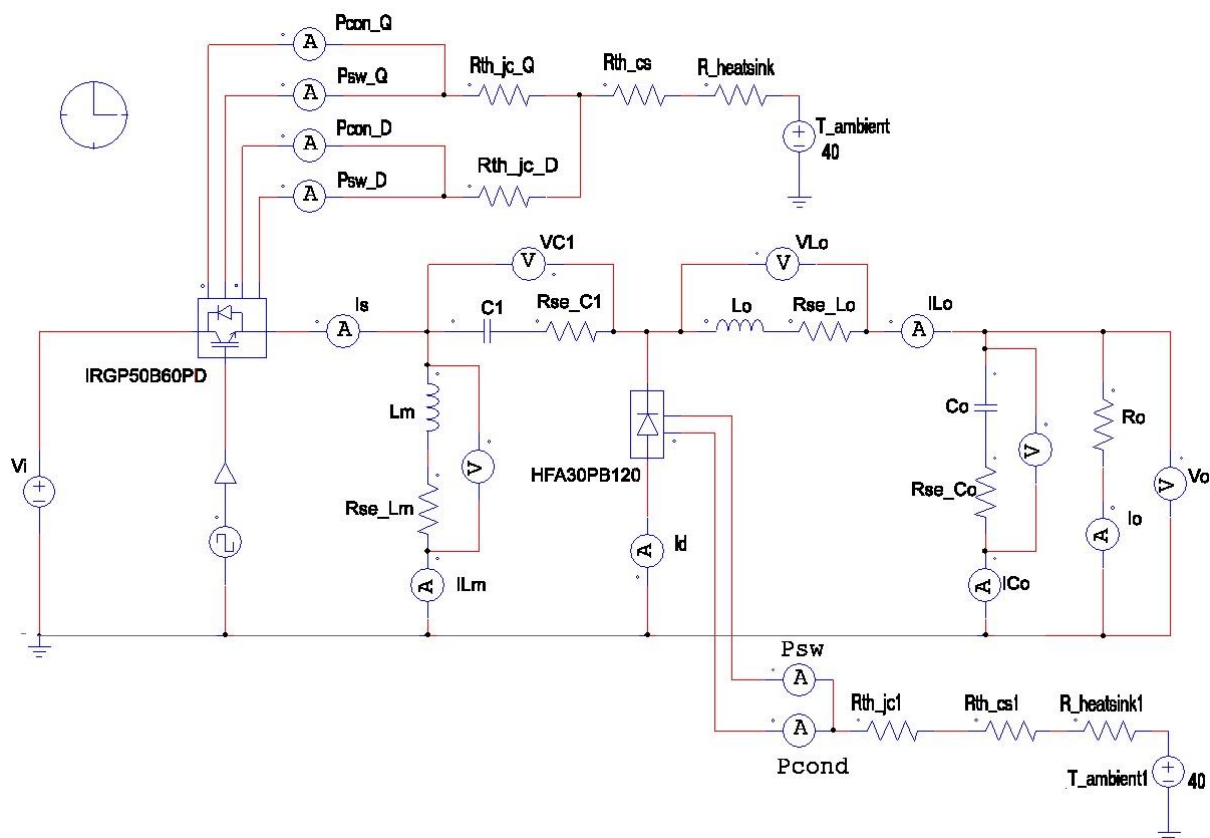 Pcon_Q
A
Psw_Q
Rth_jc_Q
Rth_cs
R_heatsink
A
Pcon_D
T_ambient
A
40
Psw_D
Rth_jc_D
A
VC1
VLo
V
V
Is
C1
Rse_C1
Lo
Rse_Lo
ILo
A
A
IRGP50B60PD
Lm
Co
Ro
V
HFA30PB120
V
Vi
Rse_Lm
Rse_Co
V
Vo
Io
A
A
Id
A
ILm
A
ICo
Psw
A
Rth_jc1
Rth_cs1
R_heatsink1
A
Pcond
T_ambient1
40